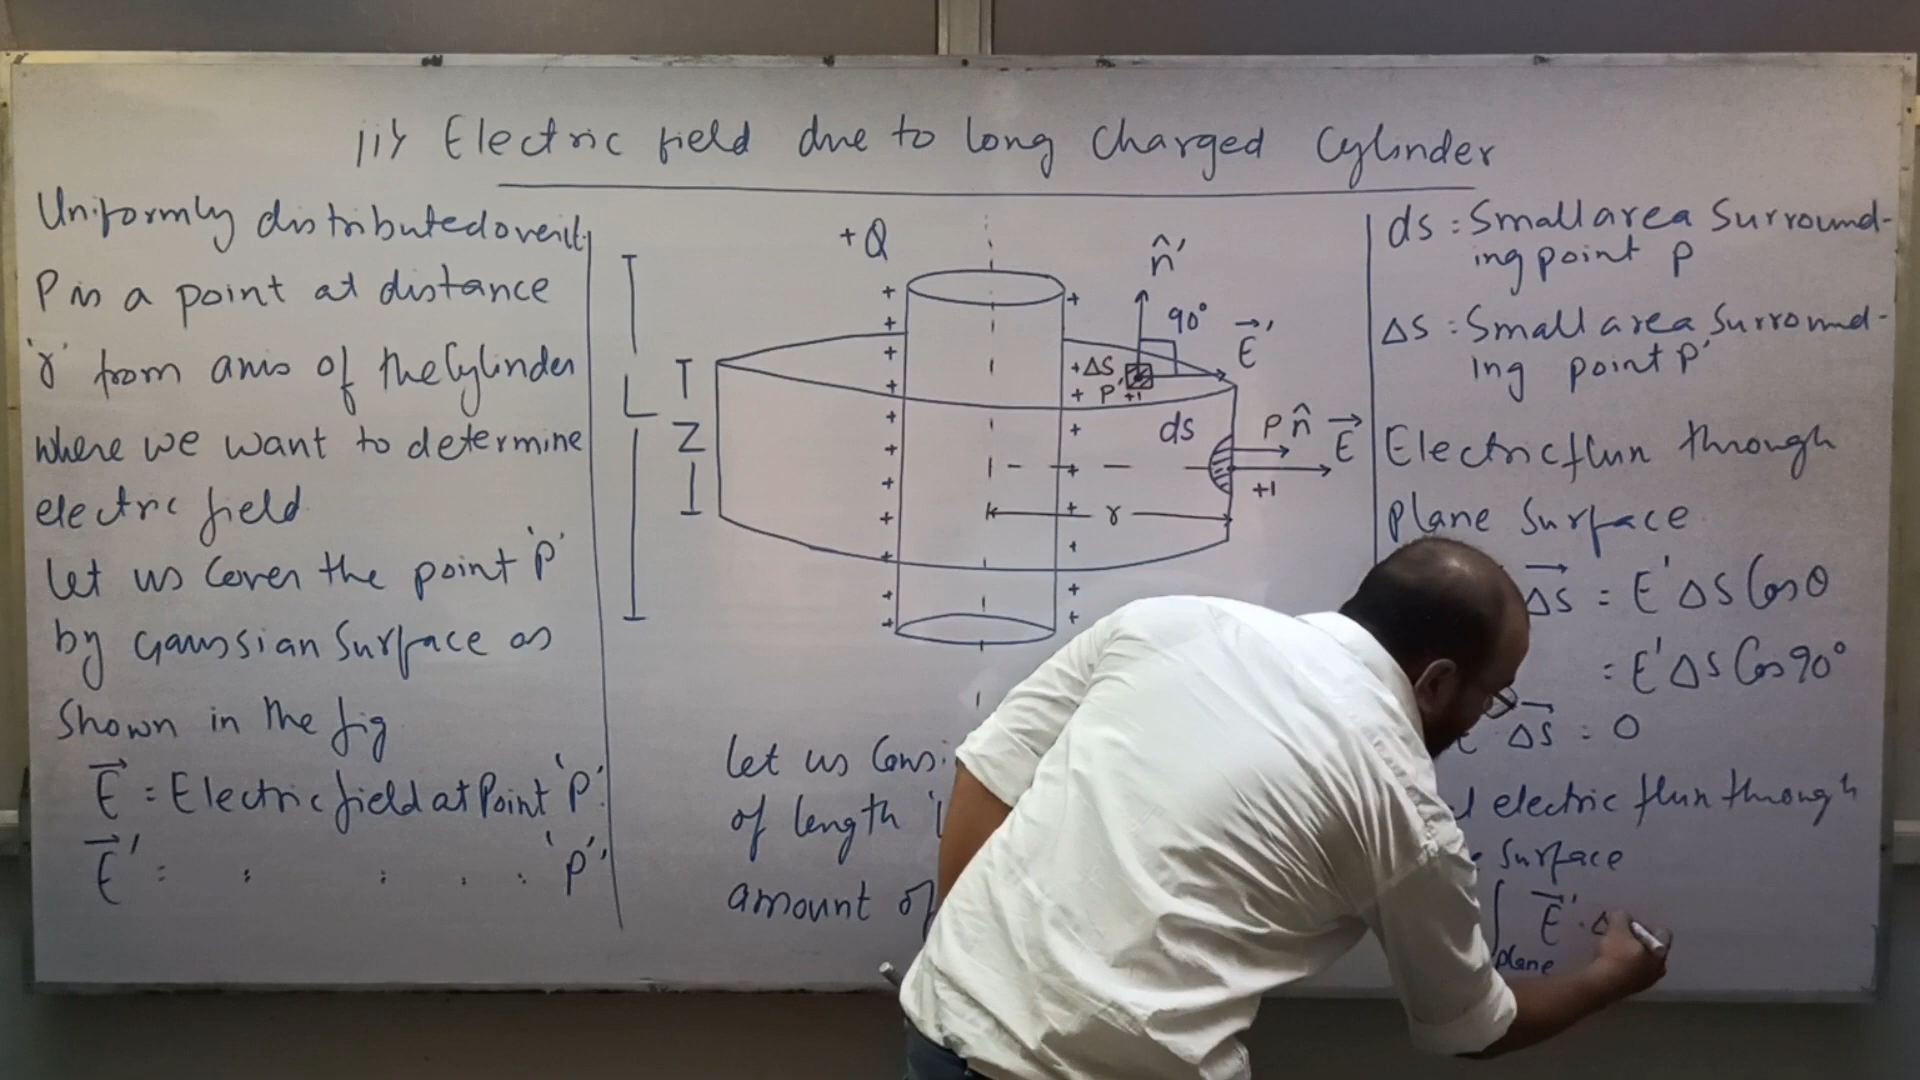 ii) Electric field due to long Charged Cylinder
Uniformly distributed over it
P is a point at distance
'r' from axis of the Cylinder
where we want to determine
electric field
Let us Cover the point 'P'
by Gaussian Surface as
Shown in the fig
E⃗ = Electric field at Point 'P'.
E⃗' : : : . . 'P''
+Q
L
Z
n̂'
90°
E⃗'
ΔS
P'
+1
ds
P n̂ E⃗
+1
r
Let us Cons
of length 'L
amount of
ds : Small area Surround-
ing point P
ΔS : Small area Surround-
ing point P'
Electric flux through
Plane Surface
ΔS⃗ = E'ΔS Cosθ
= E'ΔS Cos90°
ΔS⃗ = 0
electric flux through
Surface
∫ E⃗'.Δ
plane